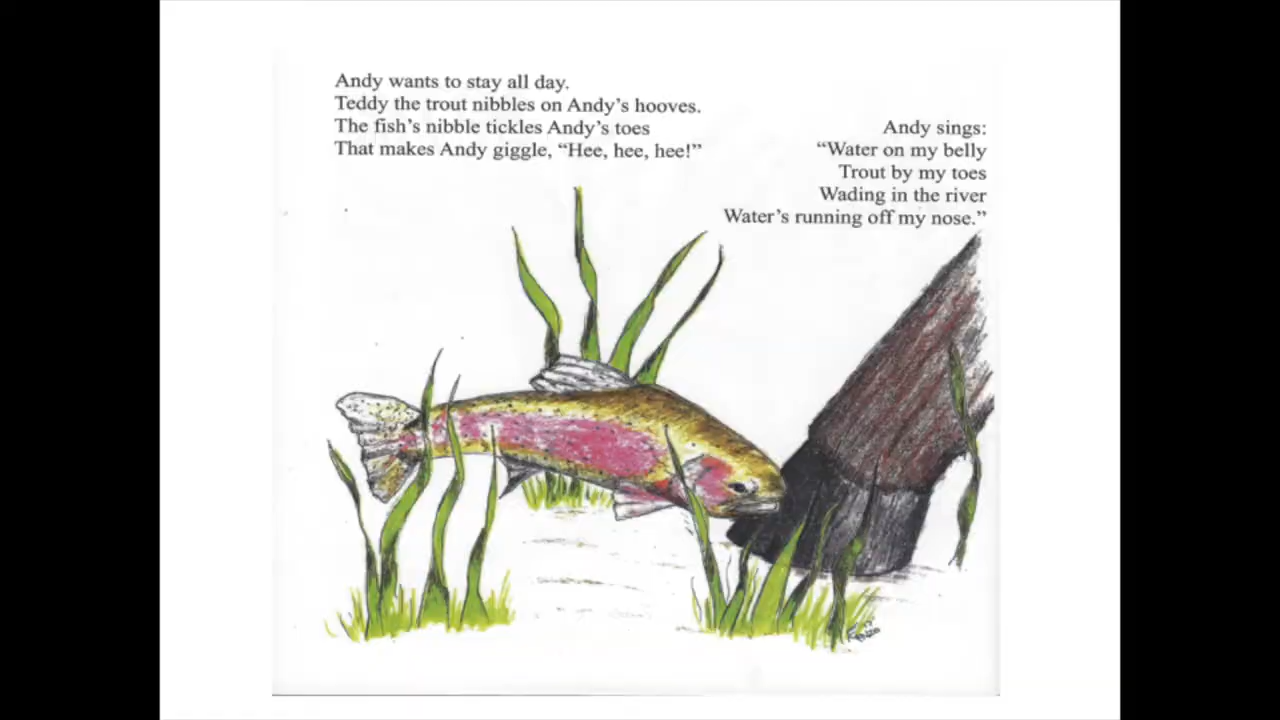 Andy wants to stay all day.
Teddy the trout nibbles on Andy's hooves.
The fish's nibble tickles Andy's toes
That makes Andy giggle, “Hee, hee, hee!”
Andy sings:
“Water on my belly
Trout by my toes
Wading in the river
Water's running off my nose.”